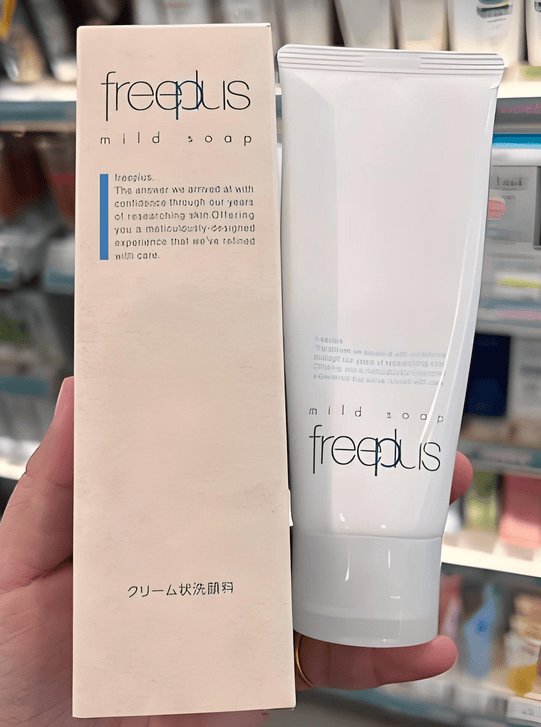 freeplus
mild soap
freeplus...
The answer we arrived at with
confidence through our years
of researching skin.Offering
you a meticulously-designed
experience that we've refined
with care.
クリーム状洗顔料
mild soap
freeplus